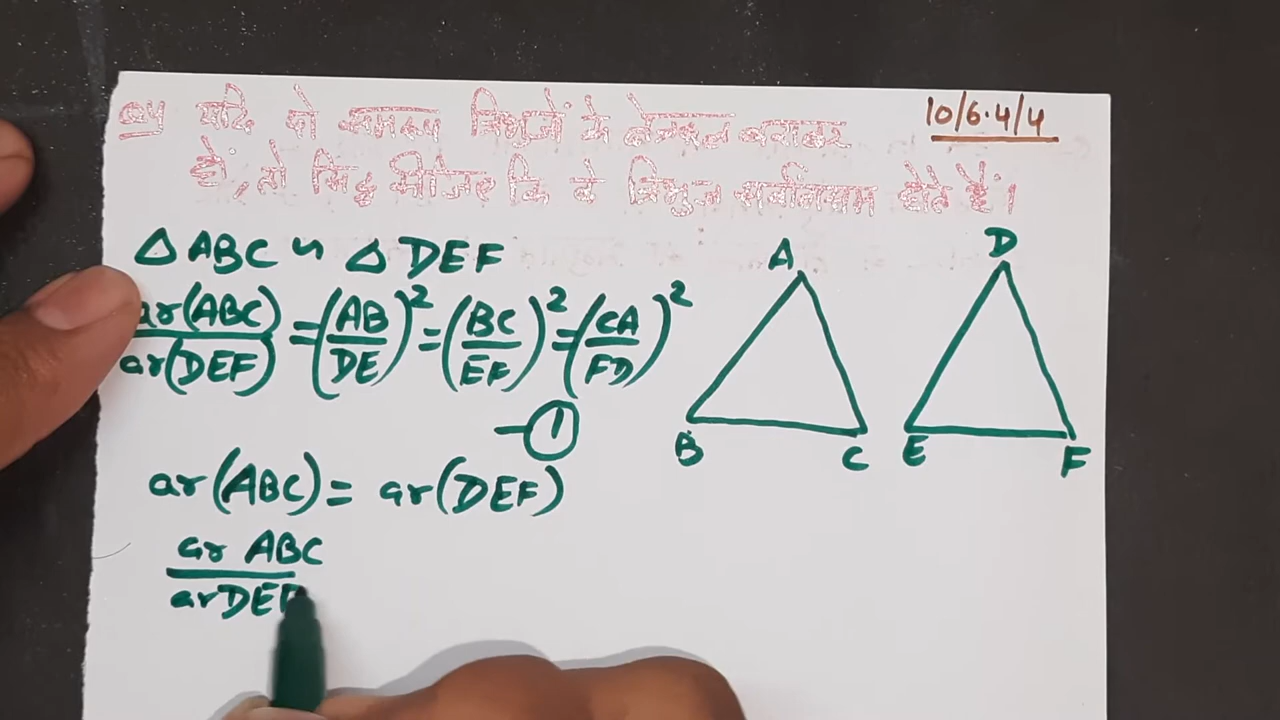 10/6.4/4
Q4 यदि दो समरूप त्रिभुजों के क्षेत्रफल बराबर
हों, तो सिद्ध कीजिए कि वे त्रिभुज सर्वांगसम होते हैं।
△ ABC ~ △ DEF
ar(ABC)/ar(DEF) = (AB/DE)² = (BC/EF)² = (CA/FD)²
— ①
ar(ABC) = ar(DEF)
ar ABC
ar DEF
A
B
C
D
E
F